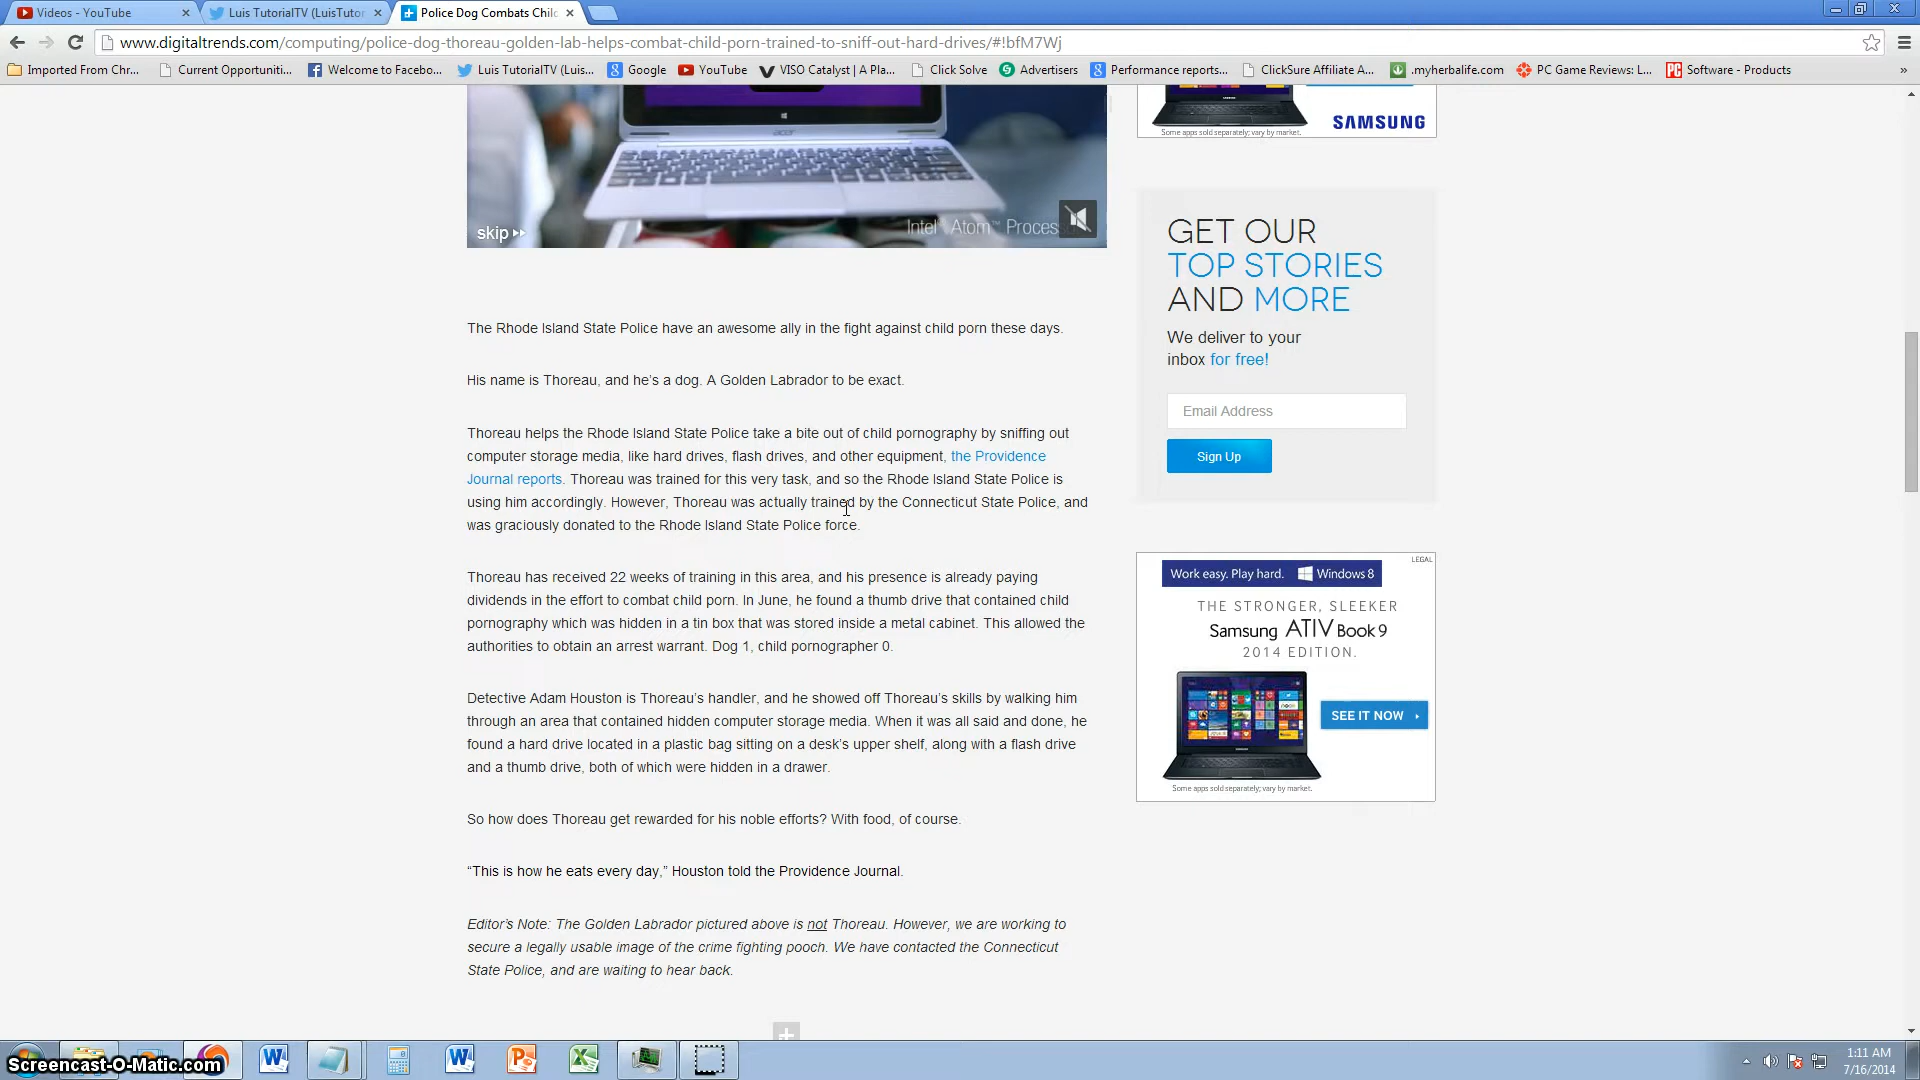 Videos - YouTube
Luis TutorialTV (LuisTutor
Police Dog Combats Chil
www.digitaltrends.com/computing/police-dog-thoreau-golden-lab-helps-combat-child-porn-trained-to-sniff-out-hard-drives/#!bfM7Wj
Imported From Chr...
Current Opportuniti...
Welcome to Facebo...
Luis TutorialTV (Luis...
Google
YouTube
VISO Catalyst | A Pla...
Click Solve
Advertisers
Performance reports...
ClickSure Affiliate A...
.myherbalife.com
PC Game Reviews: L...
Software - Products
acer
skip
Intel Atom™ Proces
Some apps sold separately; vary by market.
SAMSUNG
The Rhode Island State Police have an awesome ally in the fight against child porn these days.
His name is Thoreau, and he's a dog. A Golden Labrador to be exact.
Thoreau helps the Rhode Island State Police take a bite out of child pornography by sniffing out
computer storage media, like hard drives, flash drives, and other equipment, the Providence
Journal reports. Thoreau was trained for this very task, and so the Rhode Island State Police is
using him accordingly. However, Thoreau was actually trained by the Connecticut State Police, and
was graciously donated to the Rhode Island State Police force.
Thoreau has received 22 weeks of training in this area, and his presence is already paying
dividends in the effort to combat child porn. In June, he found a thumb drive that contained child
pornography which was hidden in a tin box that was stored inside a metal cabinet. This allowed the
authorities to obtain an arrest warrant. Dog 1, child pornographer 0.
Detective Adam Houston is Thoreau's handler, and he showed off Thoreau's skills by walking him
through an area that contained hidden computer storage media. When it was all said and done, he
found a hard drive located in a plastic bag sitting on a desk's upper shelf, along with a flash drive
and a thumb drive, both of which were hidden in a drawer.
So how does Thoreau get rewarded for his noble efforts? With food, of course.
“This is how he eats every day,” Houston told the Providence Journal.
Editor's Note: The Golden Labrador pictured above is not Thoreau. However, we are working to
secure a legally usable image of the crime fighting pooch. We have contacted the Connecticut
State Police, and are waiting to hear back.
GET OUR
TOP STORIES
AND MORE
We deliver to your
inbox for free!
Email Address
Sign Up
LEGAL
Work easy. Play hard. Windows 8
THE STRONGER, SLEEKER
Samsung ATIV Book 9
2014 EDITION.
SEE IT NOW
Some apps sold separately; vary by market.
Screencast-O-Matic.com
1:11 AM
7/16/2014